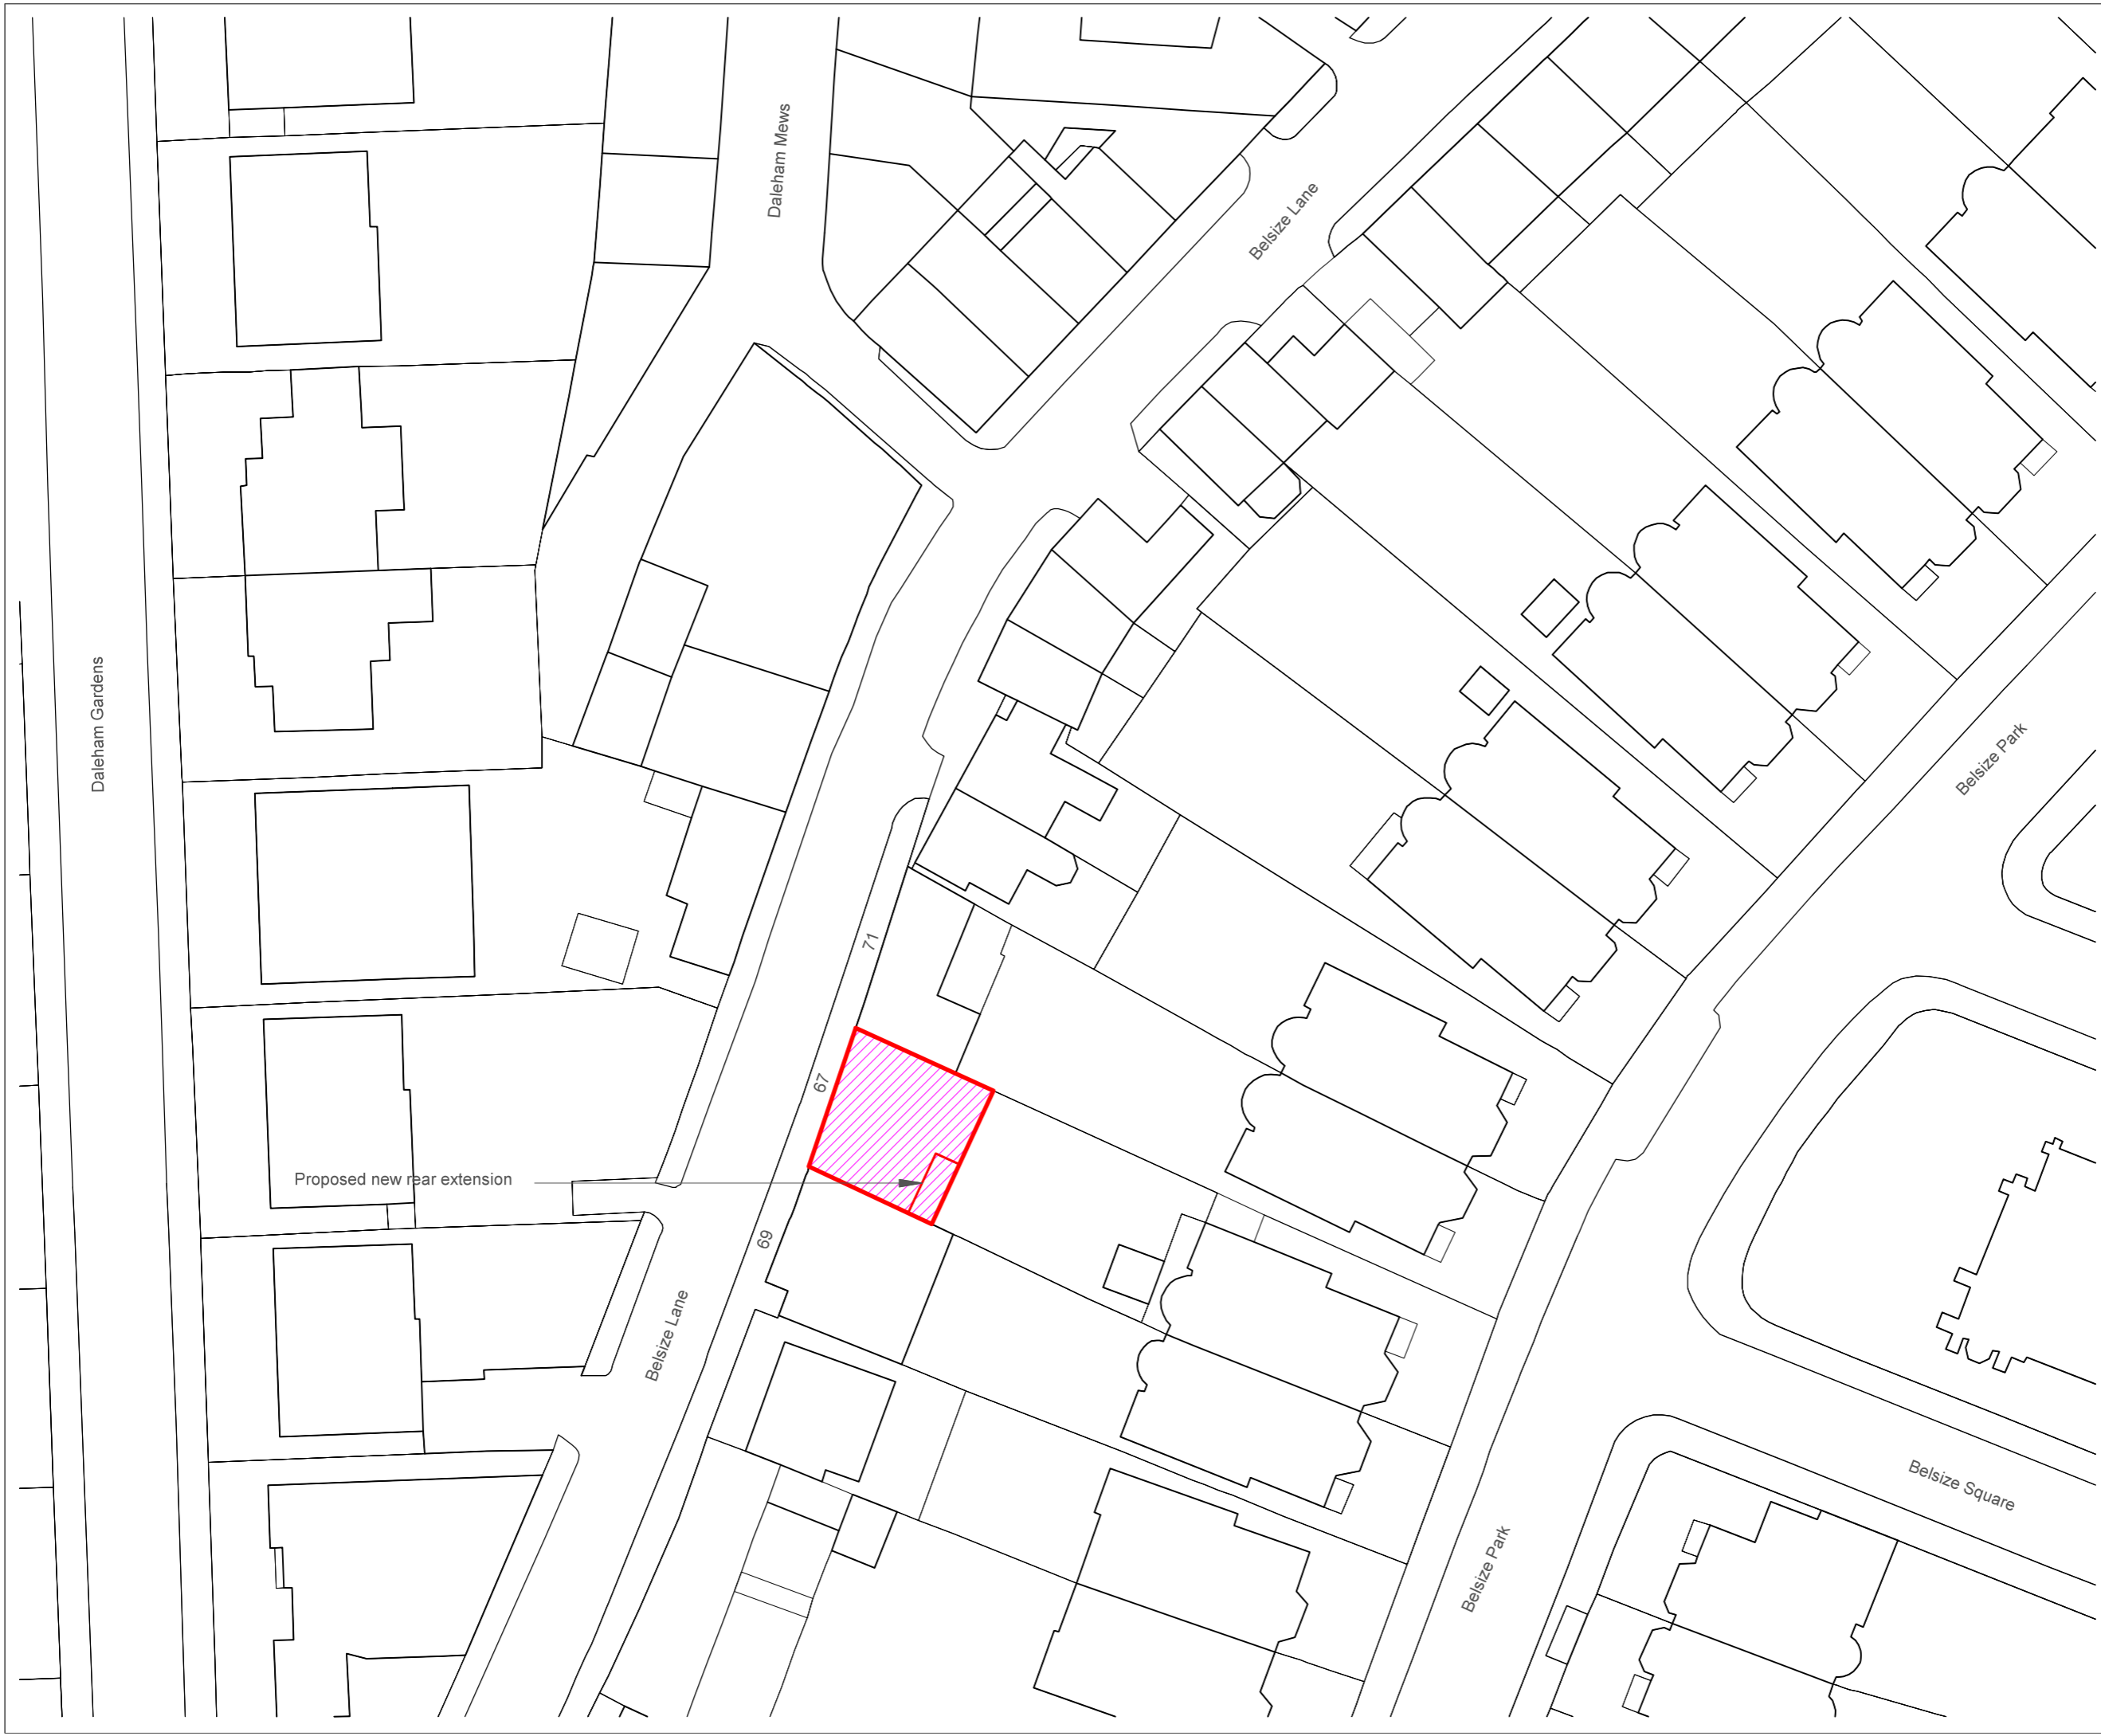 Daleham Mews
Belsize Lane
Daleham Gardens
Belsize Park
71
67
Proposed new rear extension
69
Belsize Lane
Belsize Square
Belsize Park